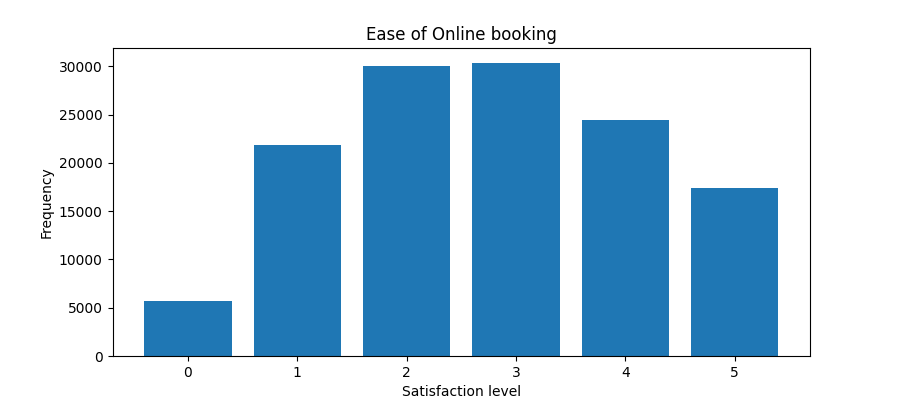 Ease of Online booking
30000
25000
20000
15000
10000
5000
0
Frequency
0 1 2 3 4 5
Satisfaction level